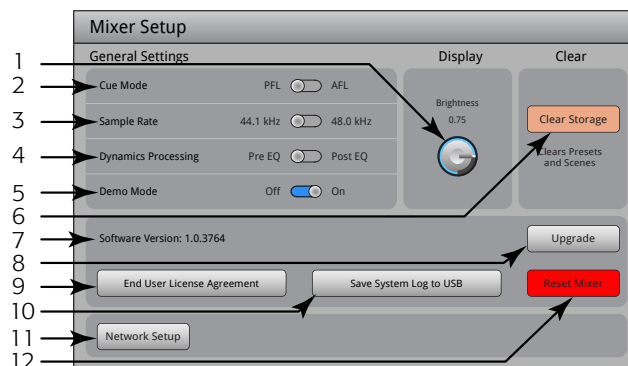 Mixer Setup
General Settings
Display
Clear
1
2
Cue Mode
PFL
AFL
3
Sample Rate
44.1 kHz
48.0 kHz
4
Dynamics Processing
Pre EQ
Post EQ
5
Demo Mode
Off
On
Brightness
0.75
Clear Storage
Clears Presets
and Scenes
6
7
Software Version: 1.0.3764
8
Upgrade
9
End User License Agreement
Save System Log to USB
Reset Mixer
10
11
Network Setup
12